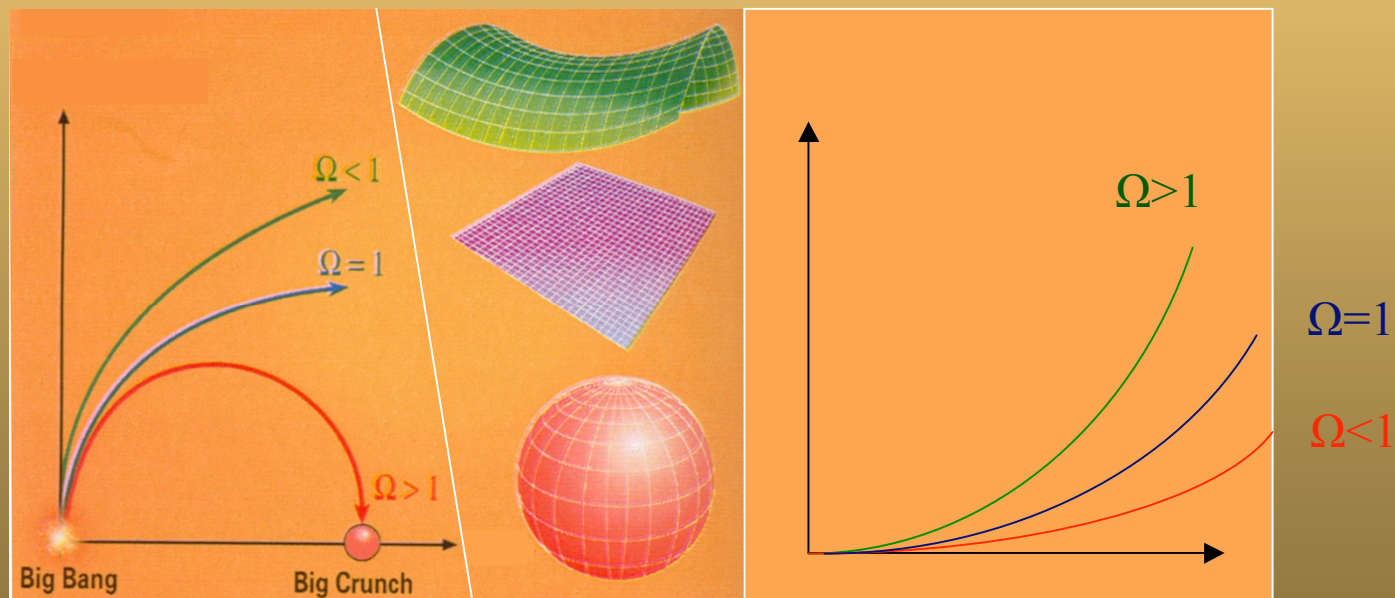 Ω < 1
Ω = 1
Ω > 1
Big Bang
Big Crunch
Ω>1
Ω=1
Ω<1